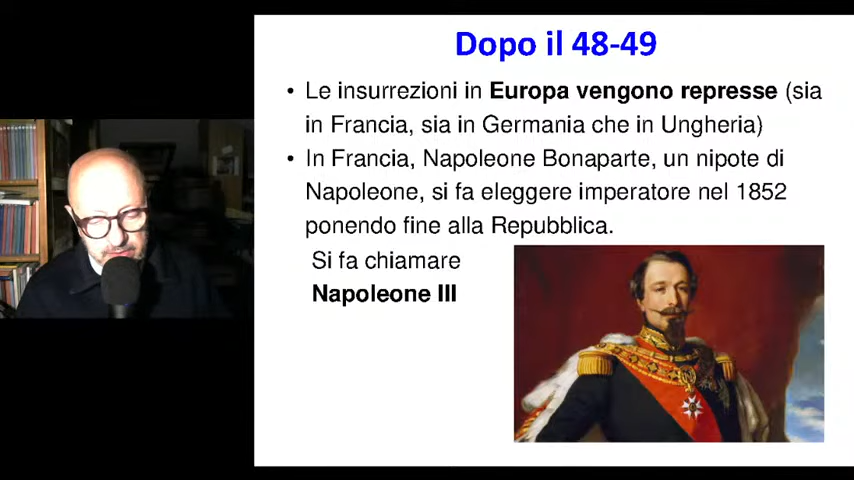 Dopo il 48-49
• Le insurrezioni in Europa vengono represse (sia
in Francia, sia in Germania che in Ungheria)
• In Francia, Napoleone Bonaparte, un nipote di
Napoleone, si fa eleggere imperatore nel 1852
ponendo fine alla Repubblica.
Si fa chiamare
Napoleone III